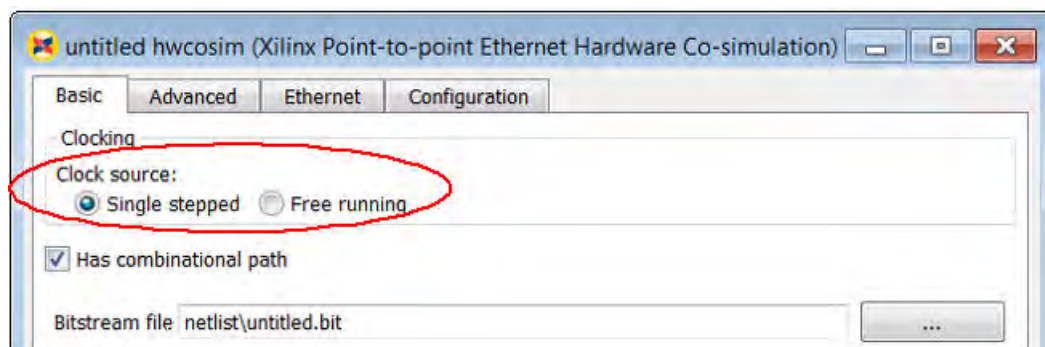 untitled hwcosim (Xilinx Point-to-point Ethernet Hardware Co-simulation)
Basic Advanced Ethernet Configuration
Clocking
Clock source:
Single stepped Free running
Has combinational path
Bitstream file netlist\untitled.bit ...